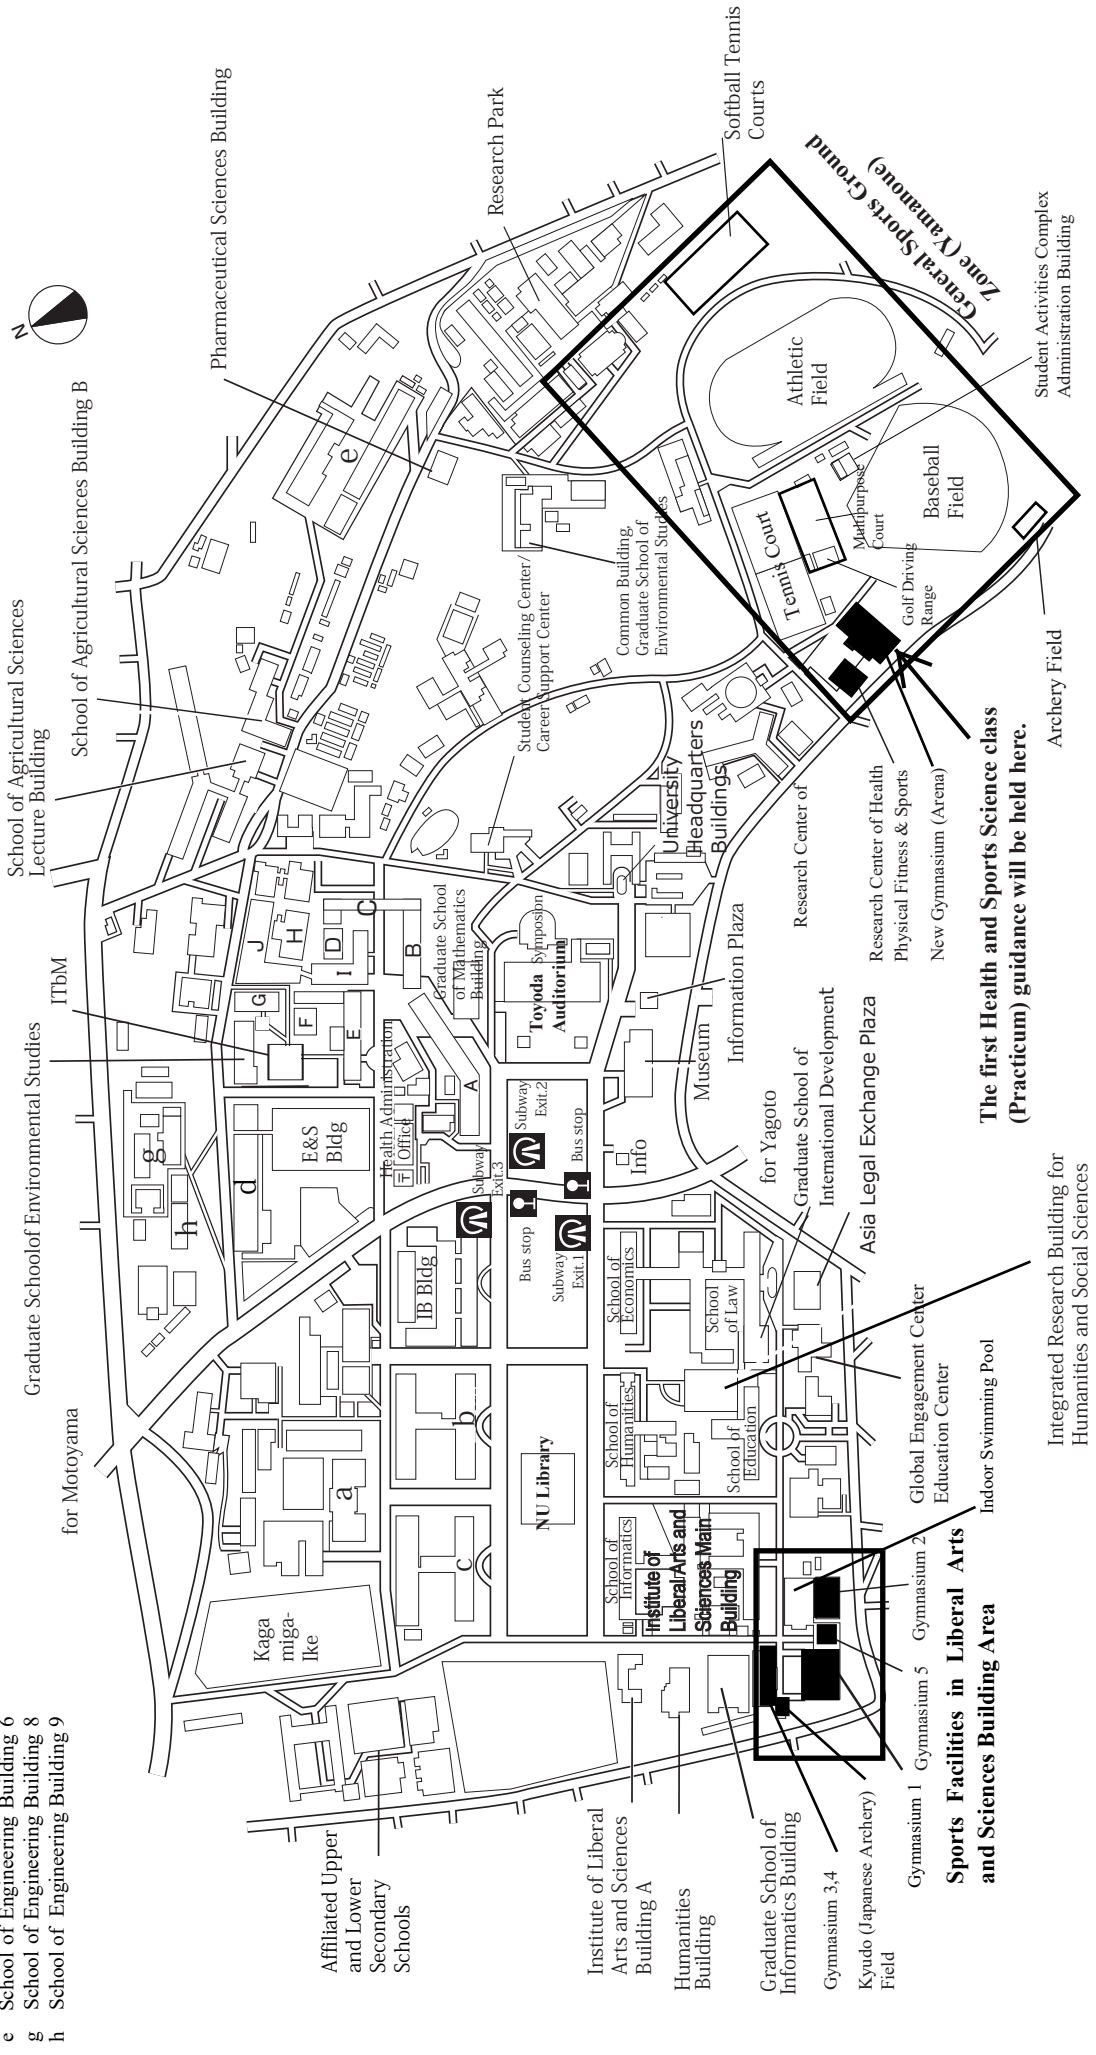 e School of Engineering Building 6
g School of Engineering Building 8
h School of Engineering Building 9
for Motoyama
Graduate Schoolof Environmental Studies
ITbM
School of Agricultural Sciences
Lecture Building
School of Agricultural Sciences Building B
N
Pharmaceutical Sciences Building
Research Park
Softball Tennis
Courts
General Sports Ground
Zone (Yamanoue)
Student Activities Complex
Administration Building
Athletic
Field
Baseball
Field
Multipurpose
Court
Tennis Court
Golf Driving
Range
Archery Field
Common Building,
Graduate School of
Environmental Studies
Student Counseling Center/
Career Support Center
University
Headquarters
Buildings
Research Center of
Research Center of Health
Physical Fitness & Sports
New Gymnasium (Arena)
The first Health and Sports Science class
(Practicum) guidance will be held here.
Graduate School
of Mathematics
Building
Symposion
Toyoda
Auditorium
Information Plaza
Museum
Info
for Yagoto
Graduate School of
International Development
Asia Legal Exchange Plaza
Integrated Research Building for
Humanities and Social Sciences
Global Engagement Center
Education Center
Indoor Swimming Pool
Health Administration
Office
〒
Subway
Exit.3
Subway
Exit.2
Bus stop
Bus stop
Subway
Exit.1
E&S
Bldg
IB Bldg
A
B
C
D
E
F
G
H
I
J
a
b
c
d
e
g
h
School of
Economics
School
of Law
School of
Humanities
School of
Education
School of
Informatics
Institute of
Liberal Arts and
Sciences Main
Building
NU Library
Kaga
miga-
Ike
Affiliated Upper
and Lower
Secondary
Schools
Institute of Liberal
Arts and Sciences
Building A
Humanities
Building
Graduate School of
Informatics Building
Gymnasium 3,4
Kyudo (Japanese Archery)
Field
Gymnasium 1
Gymnasium 5
Gymnasium 2
Sports Facilities in Liberal Arts
and Sciences Building Area